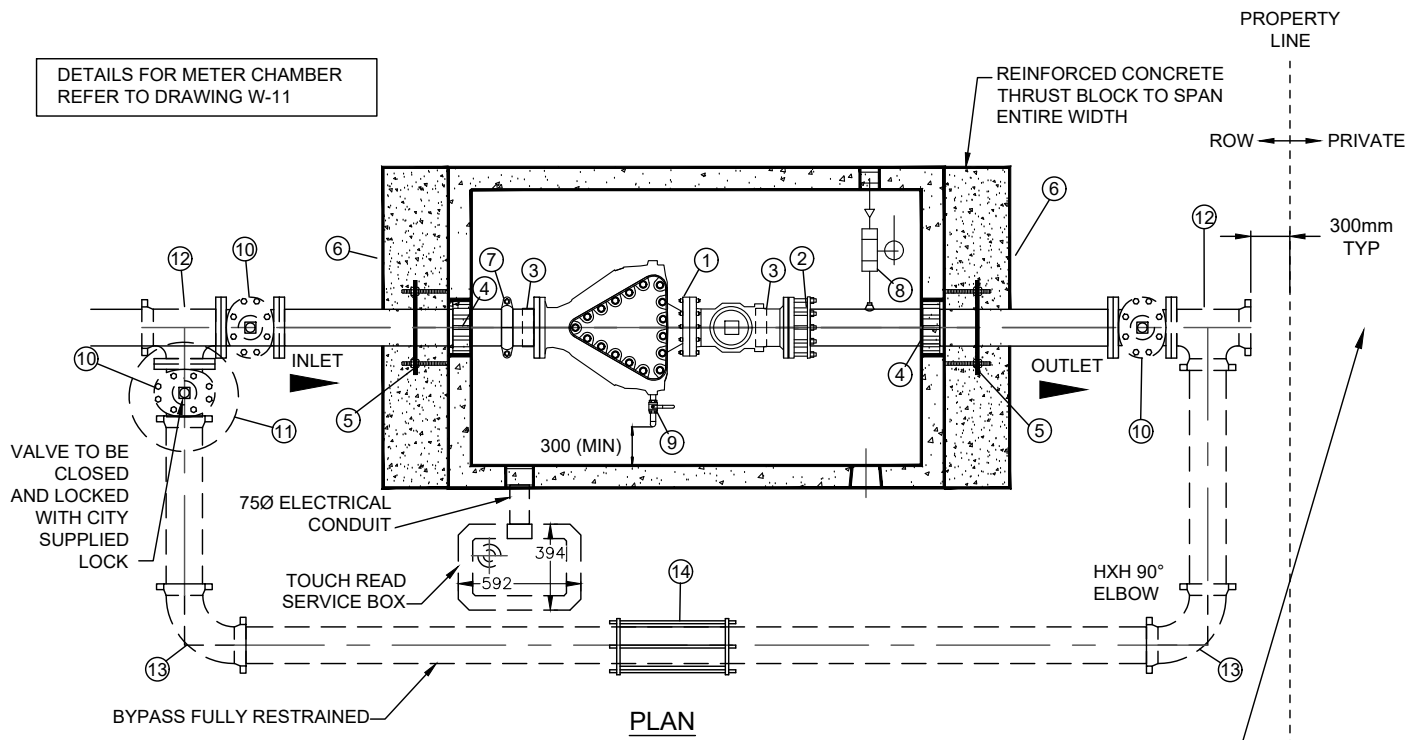 PROPERTY
LINE
DETAILS FOR METER CHAMBER
REFER TO DRAWING W-11
REINFORCED CONCRETE
THRUST BLOCK TO SPAN
ENTIRE WIDTH
ROW
PRIVATE
6
6
12
300mm
TYP
12
10
7
3
1
3
2
8
4
10
INLET
OUTLET
4
5
11
9
5
10
300 (MIN)
VALVE TO BE
CLOSED
AND LOCKED
WITH CITY
SUPPLIED
LOCK
75Ø ELECTRICAL
CONDUIT
394
592
TOUCH READ
SERVICE BOX
14
HXH 90°
ELBOW
13
13
BYPASS FULLY RESTRAINED
PLAN